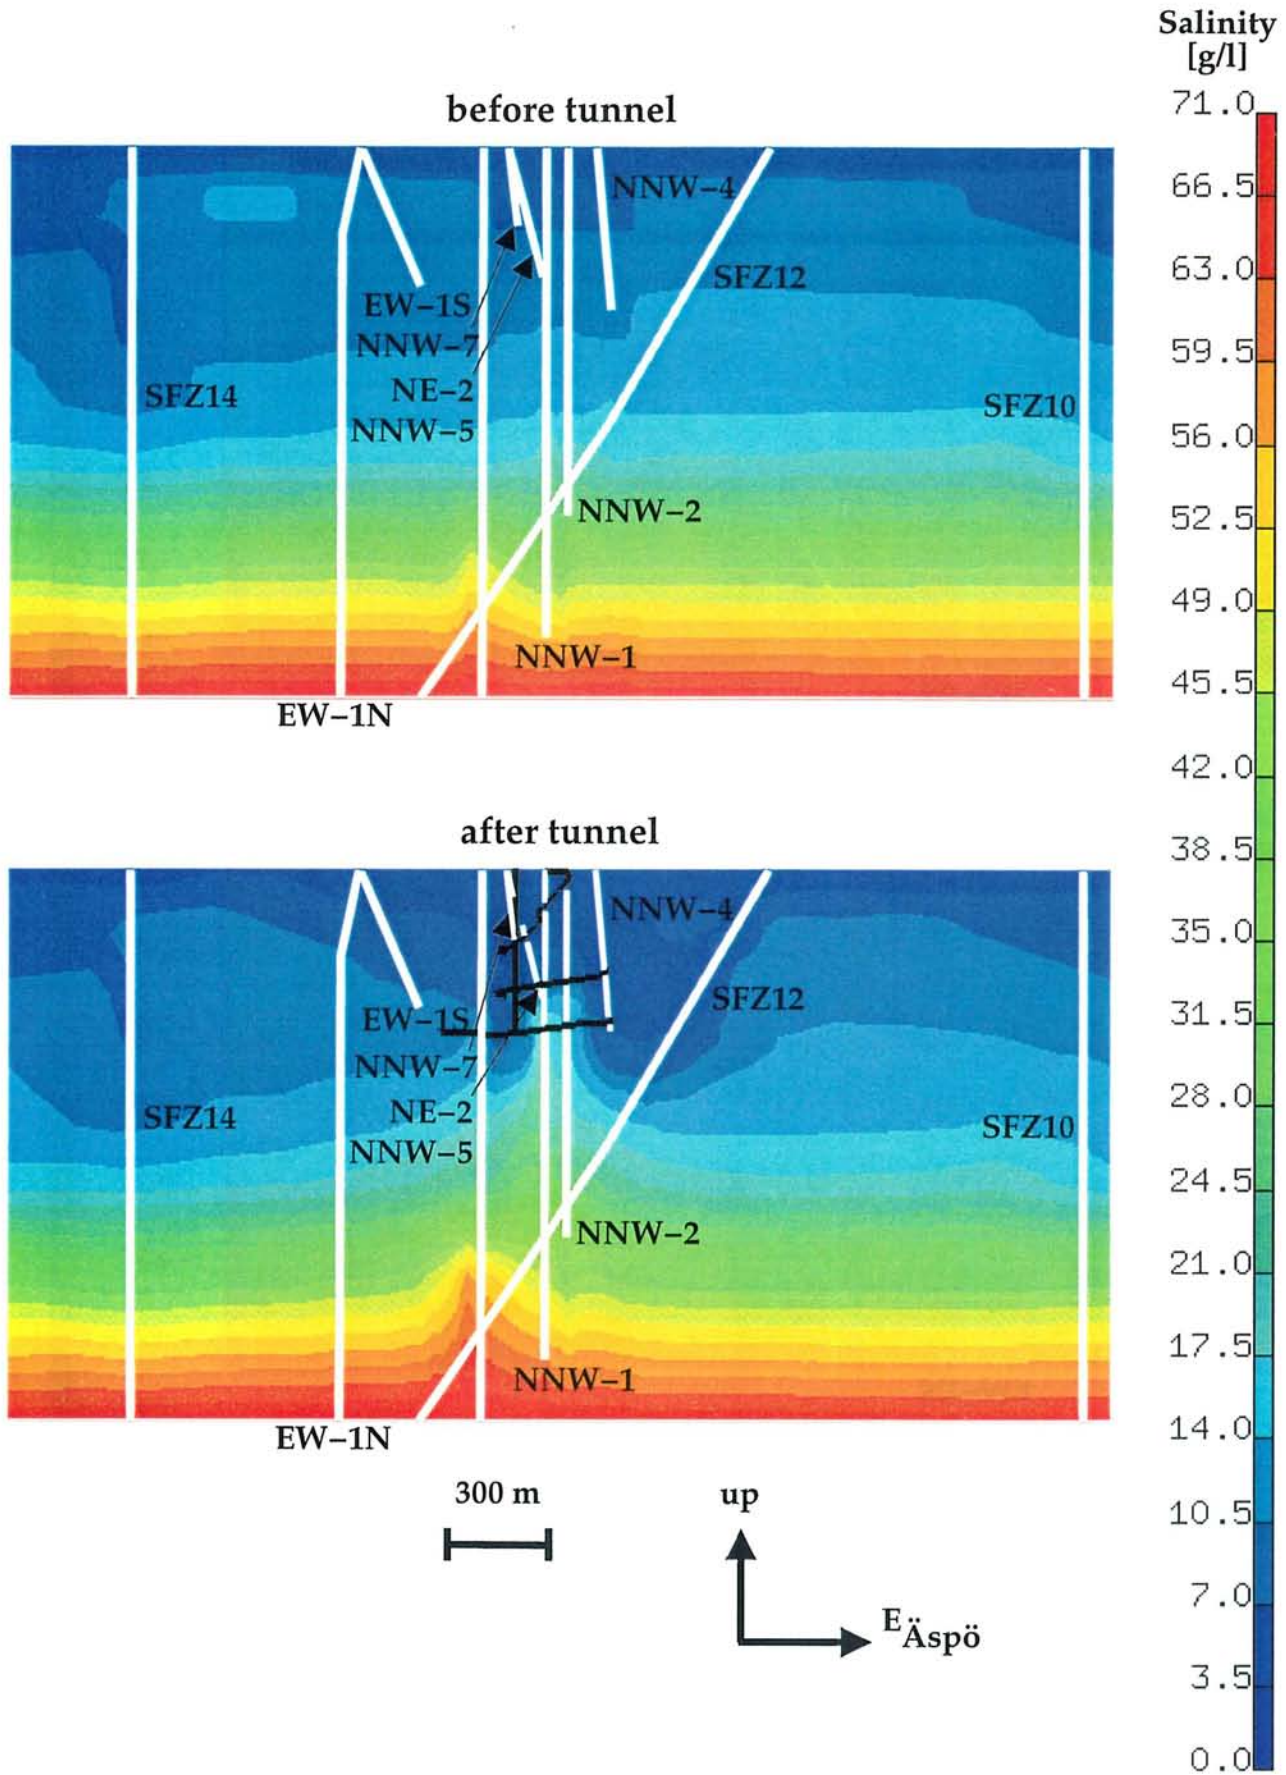 Salinity
[g/l]
before tunnel
NNW–4
SFZ12
EW–1S
NNW–7
NE–2
NNW–5
SFZ14
SFZ10
NNW–2
NNW–1
EW–1N
after tunnel
NNW–4
SFZ12
EW–1S
NNW–7
NE–2
NNW–5
SFZ14
SFZ10
NNW–2
NNW–1
EW–1N
300 m
up
E Äspö
71.0
66.5
63.0
59.5
56.0
52.5
49.0
45.5
42.0
38.5
35.0
31.5
28.0
24.5
21.0
17.5
14.0
10.5
7.0
3.5
0.0